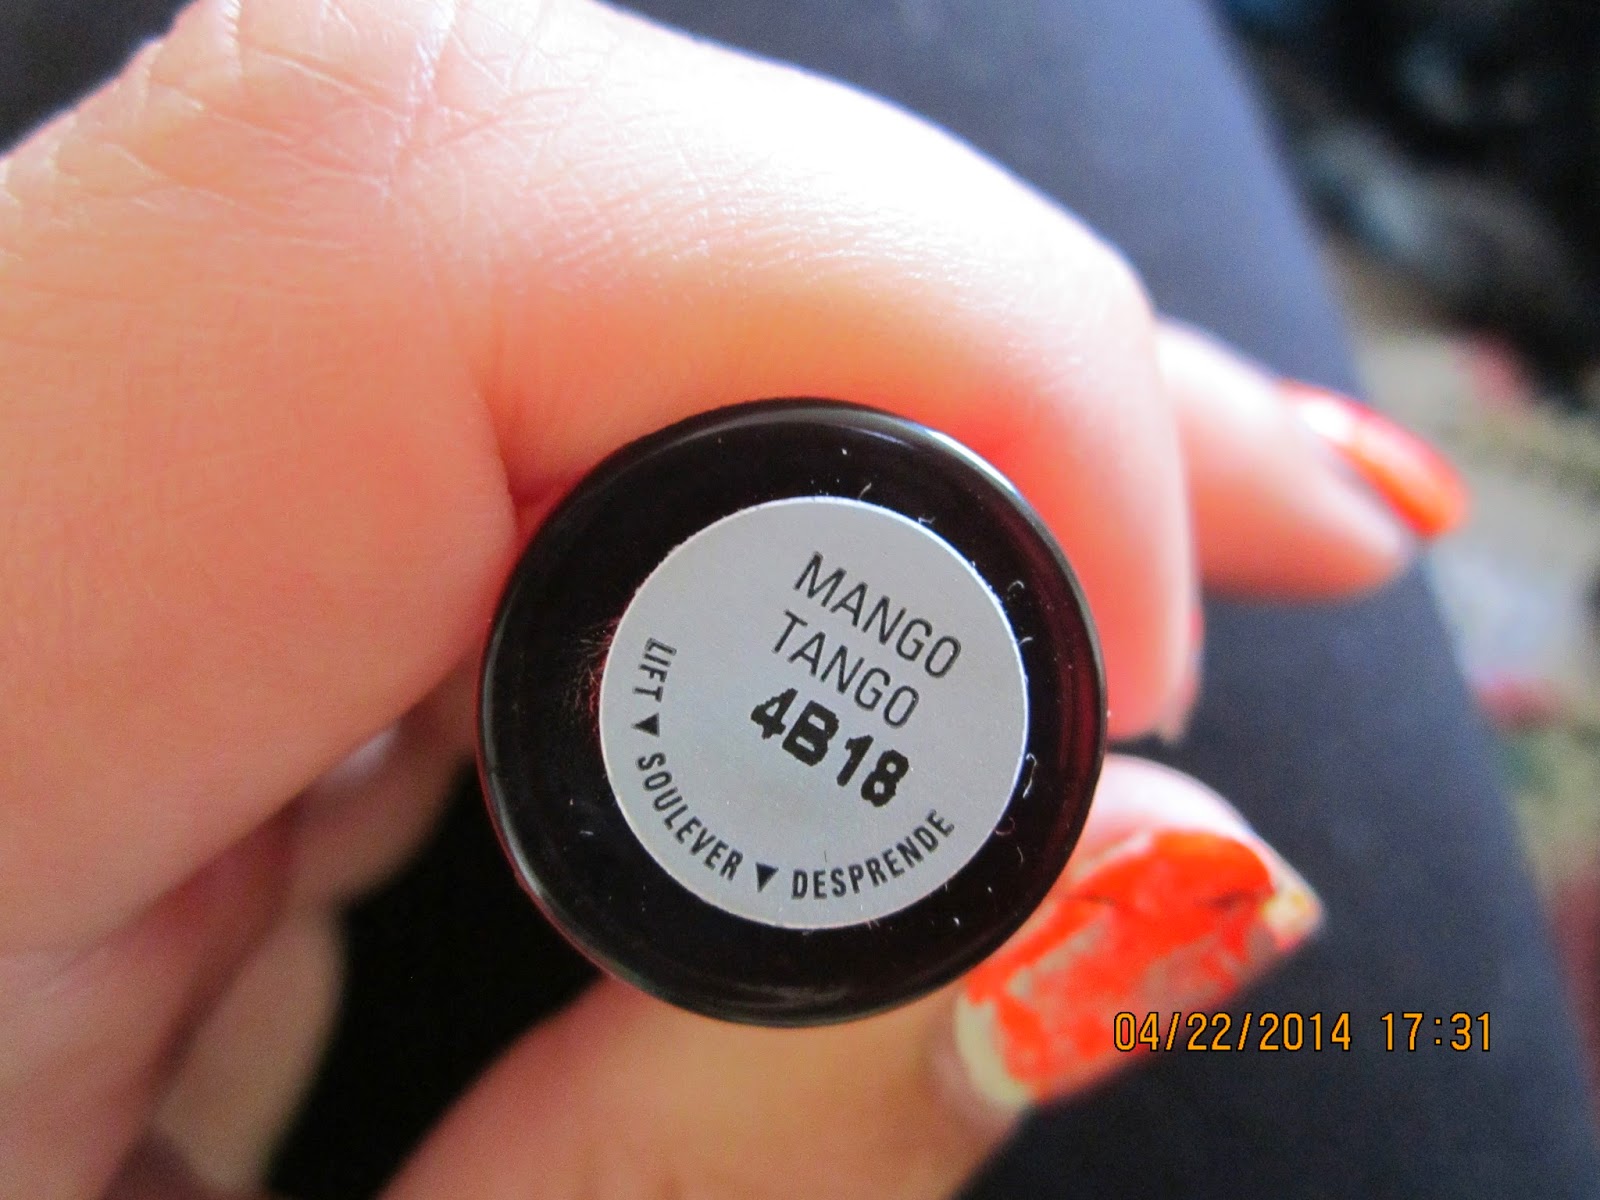 MANGO
TANGO
4B18
LIFT ▼ SOULEVER ▼ DESPRENDE
04/22/2014 17:31